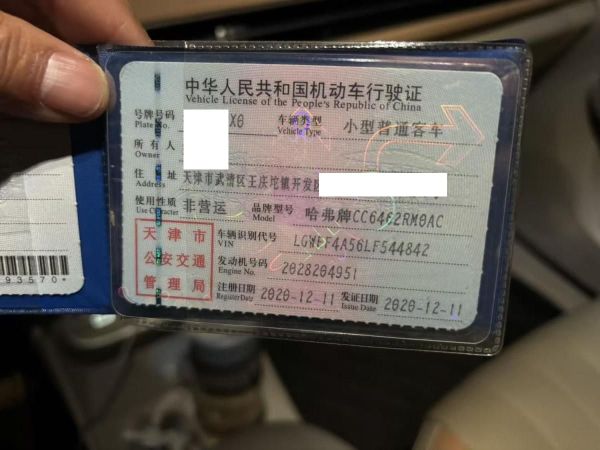 中华人民共和国机动车行驶证
Vehicle License of the People's Republic of China
号牌号码 X0 车辆类型 小型普通客车
Plate No. Vehicle Type
所有人
Owner
住址 天津市武清区王庆坨镇开发区
Address
使用性质 非营运 品牌型号 哈弗牌CC6462RM0AC
Use Character Model
天津市
公安交通
管理局
车辆识别代号 LGWFF4A56LF544842
VIN
发动机号码 2028204951
Engine No.
注册日期 2020-12-11 发证日期 2020-12-11
Register Date Issue Date
93570*